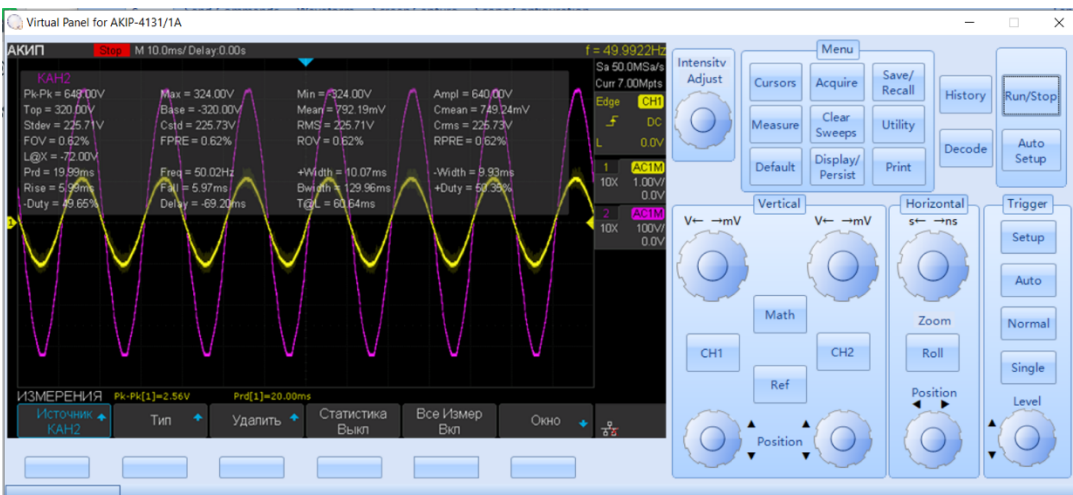 Virtual Panel for AKIP-4131/1A
АКИП Stop M 10.0ms/ Delay:0.00s f = 49.9922Hz
Sa 50.0MSa/s
Curr 7.00Mpts
Edge CH1
DC
L 0.0V
1 AC1M
10X 1.00V/
0.0V
2 AC1M
10X 100V/
0.0V
КАН2
Pk-Pk = 648.00V Max = 324.00V Min = -324.00V Ampl = 640.00V
Top = 320.00V Base = -320.00V Mean = 792.19mV Cmean = 749.24mV
Stdev = 225.71V Cstd = 225.73V RMS = 225.71V Crms = 225.73V
FOV = 0.62% FPRE = 0.62% ROV = 0.62% RPRE = 0.62%
L@X = -72.00V
Prd = 19.99ms Freq = 50.02Hz +Width = 10.07ms -Width = 9.93ms
Rise = 5.99ms Fall = 5.97ms Bwidth = 129.96ms +Duty = 50.35%
-Duty = 49.65% Delay = -69.20ms T@L = 60.64ms
1
ИЗМЕРЕНИЯ Pk-Pk[1]=2.56V Prd[1]=20.00ms
Источник КАН2
Тип
Удалить
Статистика Выкл
Все Измер Вкл
Окно
Intensity
Adjust
Menu
Cursors Acquire Save/
Recall
Measure Clear
Sweeps Utility
Default Display/
Persist Print
History
Decode
Run/Stop
Auto
Setup
Vertical
V← →mV V← →mV
Math
CH1 CH2
Ref
Position
Horizontal
s← →ns
Zoom
Roll
Position
Trigger
Setup
Auto
Normal
Single
Level